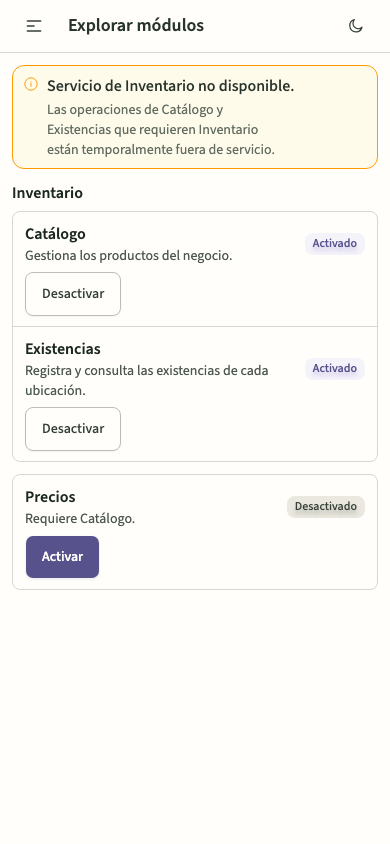 Explorar módulos
Servicio de Inventario no disponible.
Las operaciones de Catálogo y
Existencias que requieren Inventario
están temporalmente fuera de servicio.
Inventario
Catálogo
Activado
Gestiona los productos del negocio.
Desactivar
Existencias
Activado
Registra y consulta las existencias de cada
ubicación.
Desactivar
Precios
Desactivado
Requiere Catálogo.
Activar